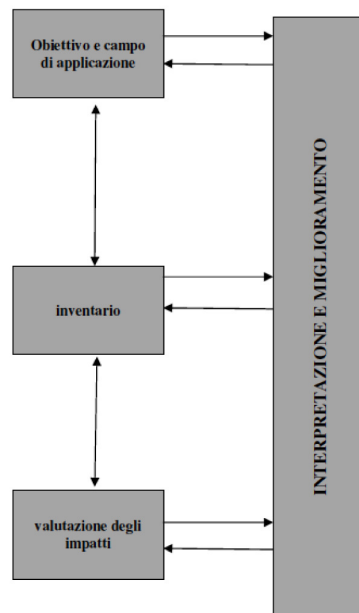 Obiettivo e campo
di applicazione
inventario
valutazione degli
impatti
INTERPRETAZIONE E MIGLIORAMENTO